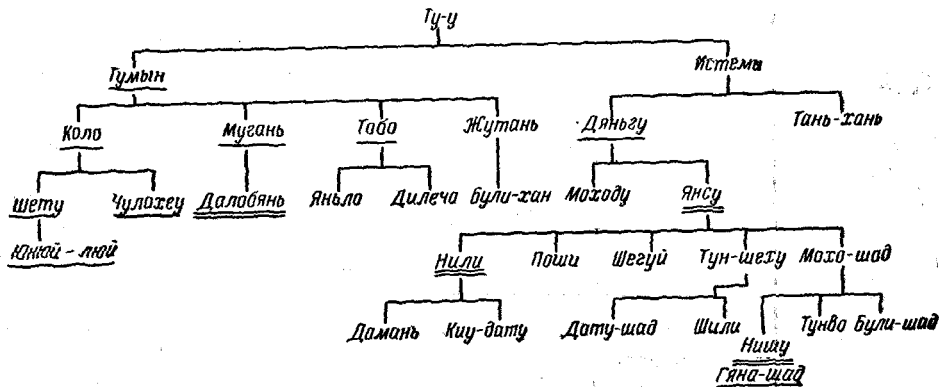 Ту-у
Тумын Истеми
Коло Мугань Тобо Жутань Дяньгу Тань-хань
Шету Чулохеу Далобянь Яньло Дилеча Були-хан Моходу Янсу
Юнюй-люй Нили Поши Шегуй Тун-шеху Мохо-шад
Домань Киу-дату Дату-шад Шили Нишу Тунво Були-шад
Гяна-шад